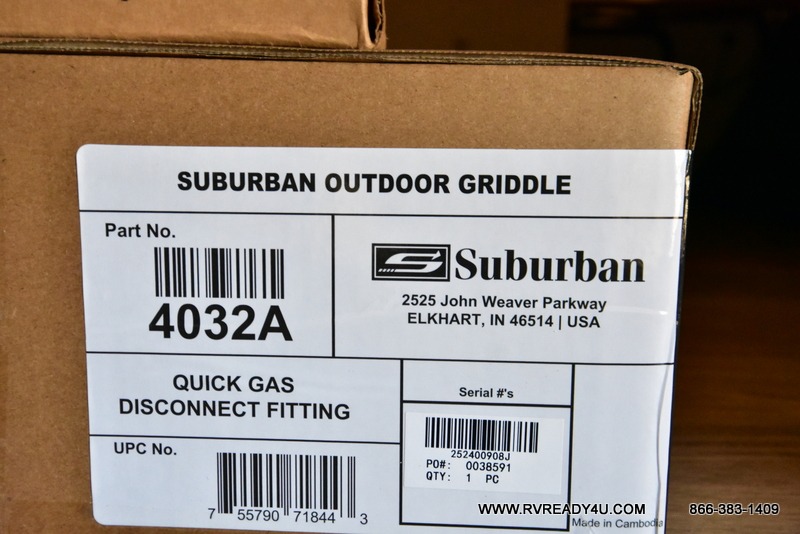 SUBURBAN OUTDOOR GRIDDLE
Part No.
4032A
Suburban
2525 John Weaver Parkway
ELKHART, IN 46514 | USA
QUICK GAS
DISCONNECT FITTING
UPC No.
7 55790 71844 3
Serial #'s
252400908J
PO#: 0038591
QTY: 1 PC
Made in Cambodia
WWW.RVREADY4U.COM 866-383-1409